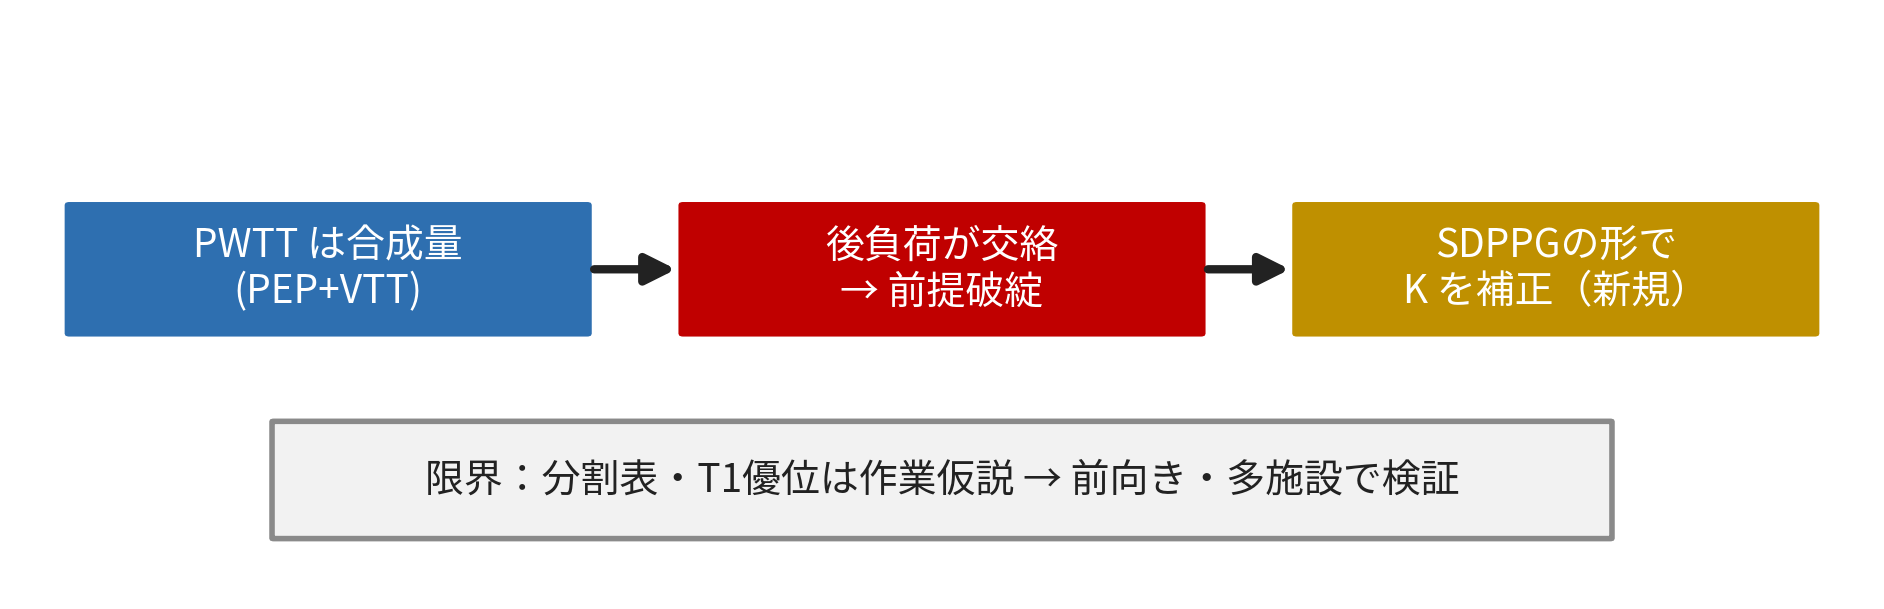 PWTT は合成量
(PEP+VTT)
後負荷が交絡
→ 前提破綻
SDPPGの形で
K を補正（新規）
限界：分割表・T1優位は作業仮説 → 前向き・多施設で検証